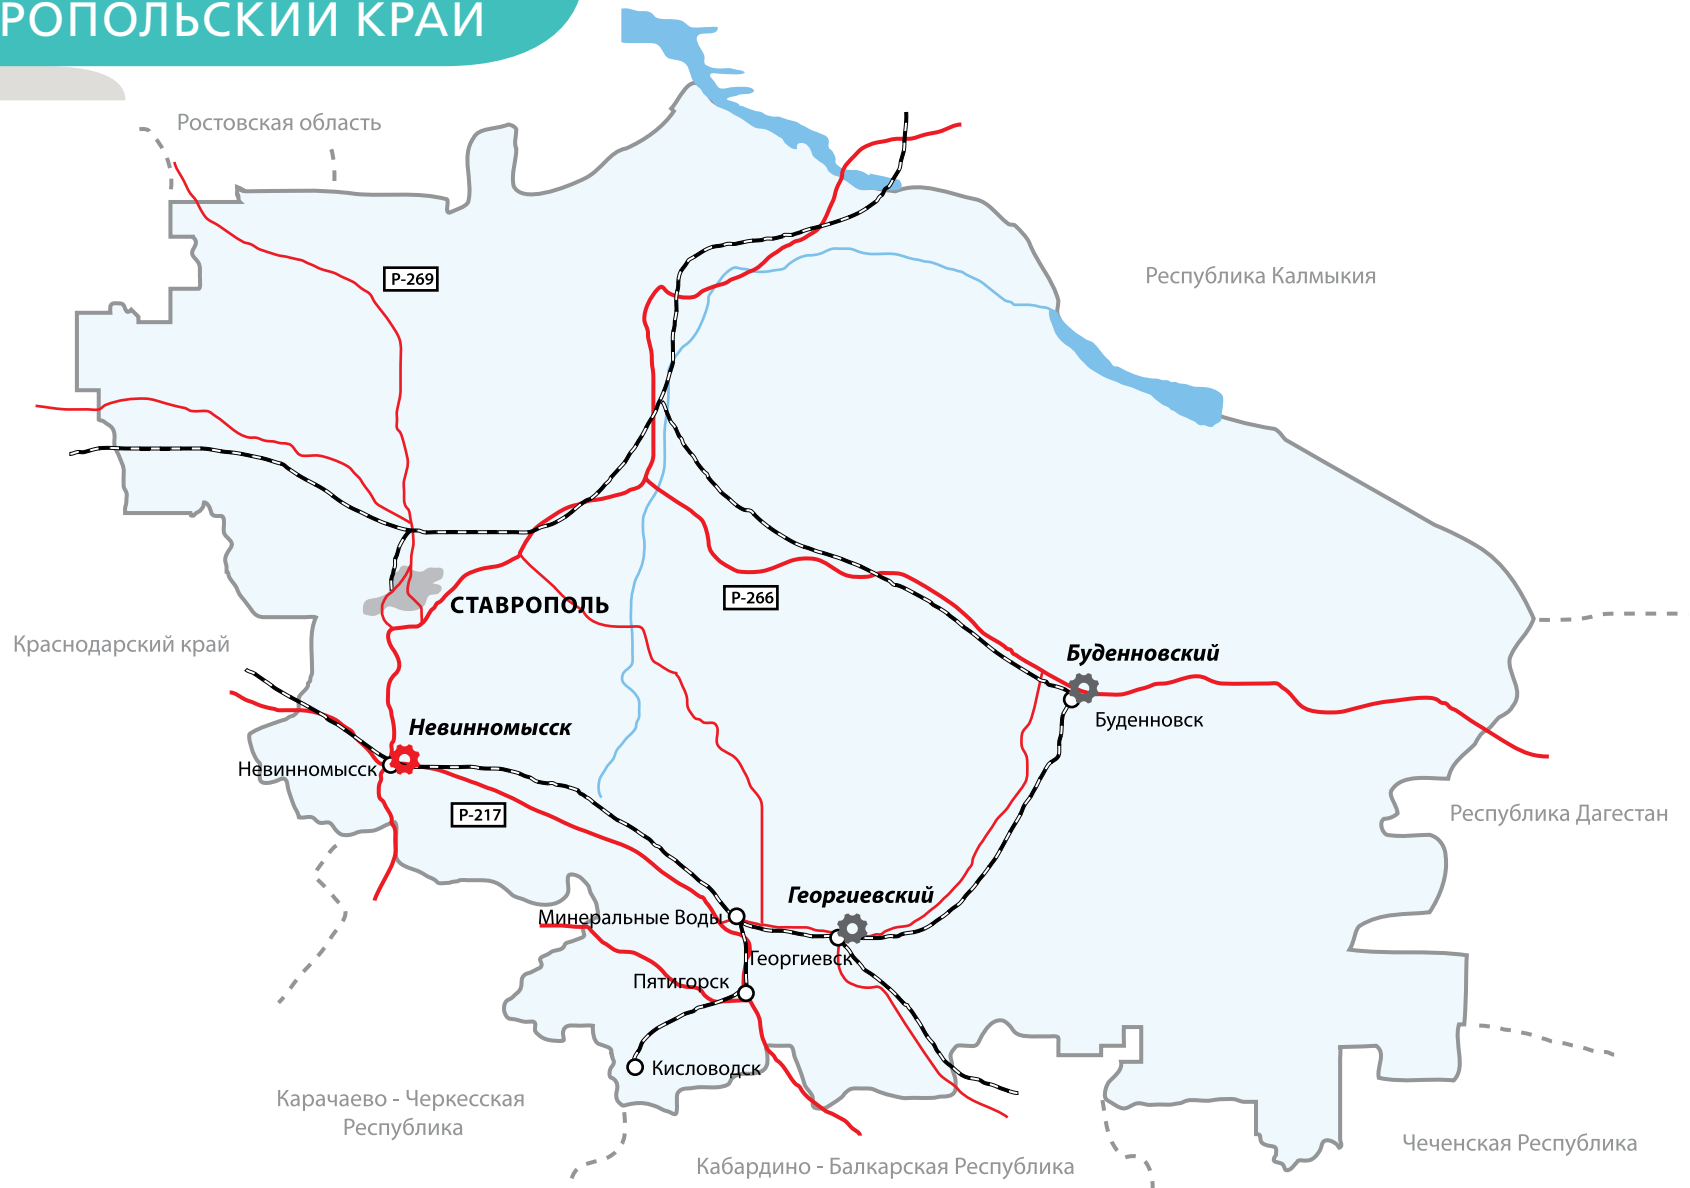 РОПОЛЬСКИЙ КРАЙ
Ростовская область
Республика Калмыкия
Р-269
Р-266
СТАВРОПОЛЬ
Краснодарский край
Буденновский
Буденновск
Невинномысск
Невинномысск
Р-217
Республика Дагестан
Георгиевский
Минеральные Воды
Георгиевск
Пятигорск
Кисловодск
Карачаево - Черкесская
Республика
Чеченская Республика
Кабардино - Балкарская Республика